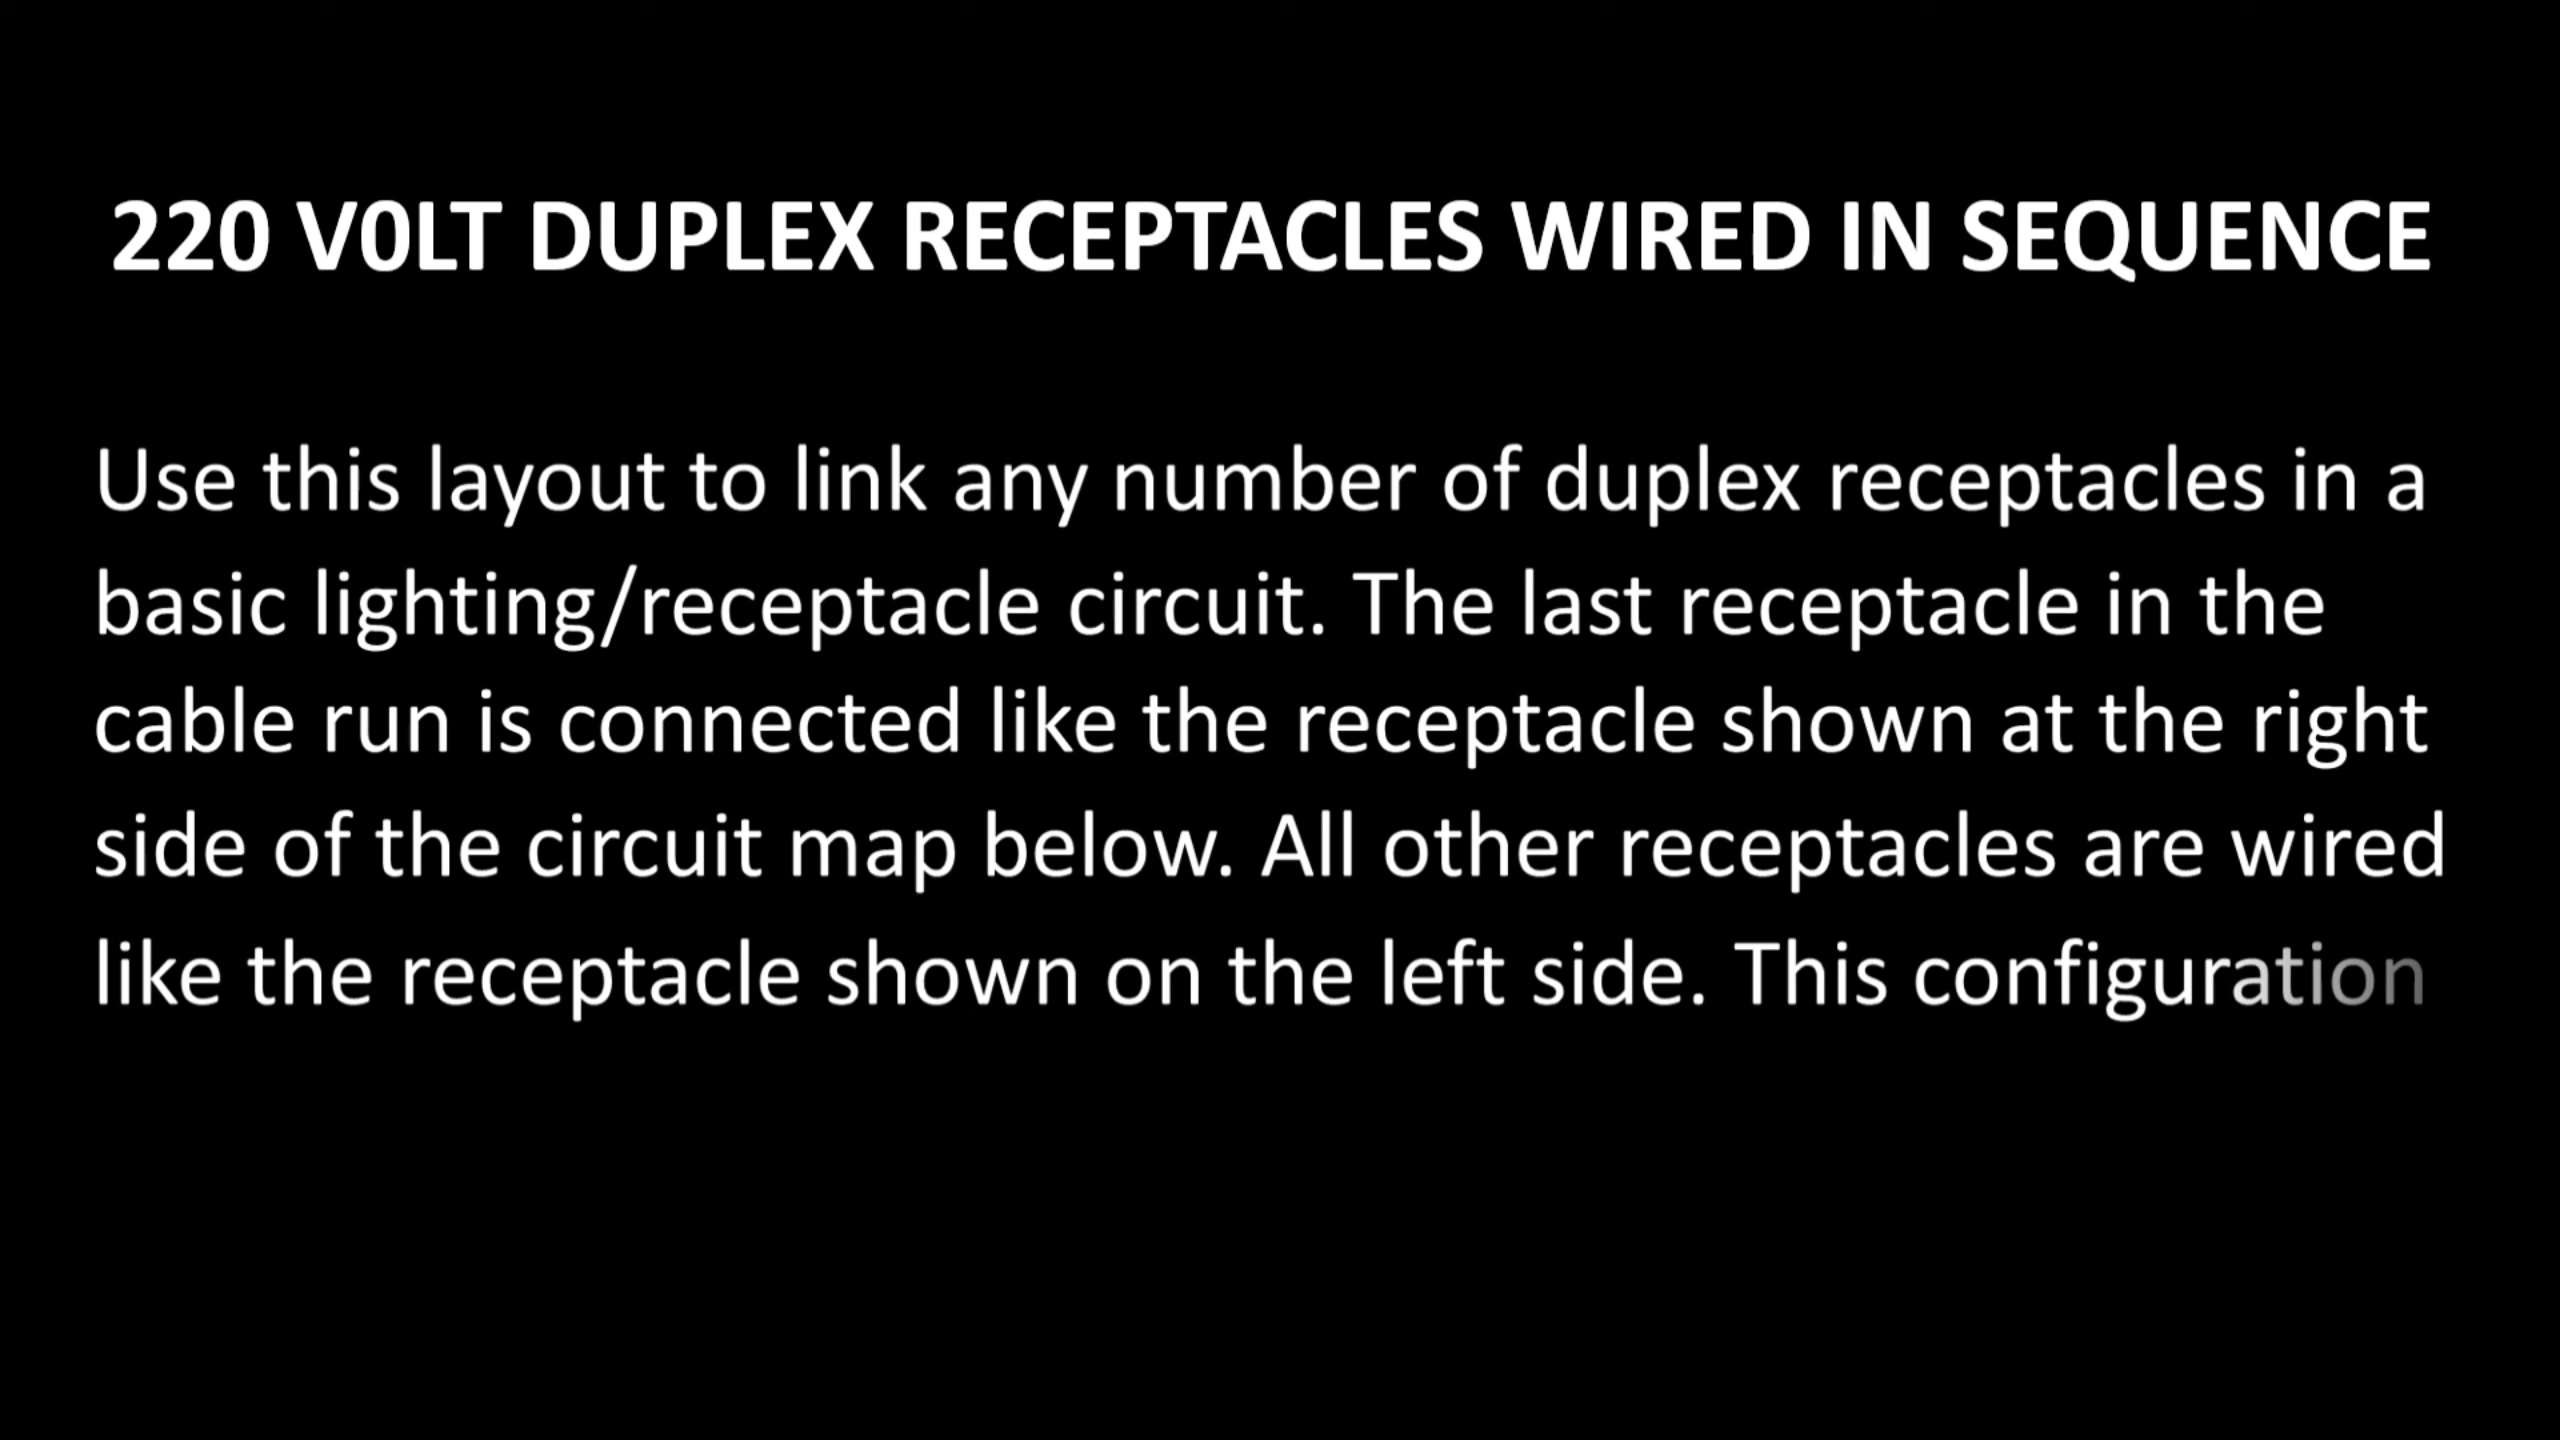 220 V0LT DUPLEX RECEPTACLES WIRED IN SEQUENCE
Use this layout to link any number of duplex receptacles in a
basic lighting/receptacle circuit. The last receptacle in the
cable run is connected like the receptacle shown at the right
side of the circuit map below. All other receptacles are wired
like the receptacle shown on the left side. This configuration